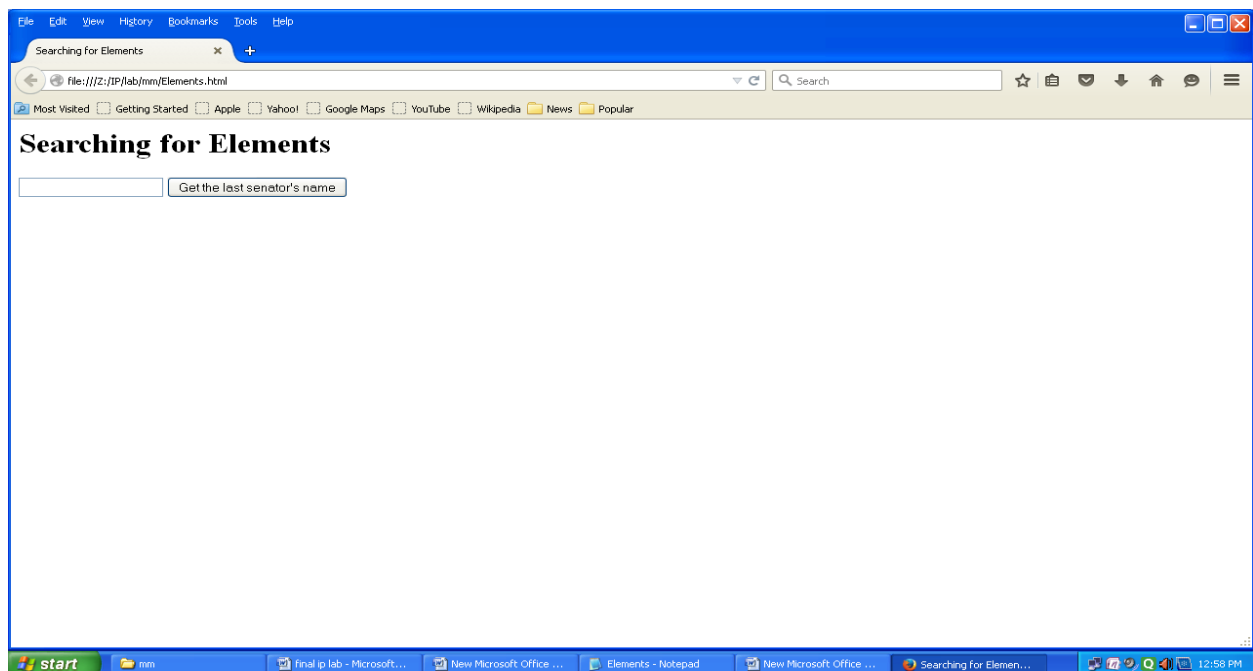 File Edit View History Bookmarks Tools Help
Searching for Elements
file:///Z:/IP/lab/mm/Elements.html Search
Most Visited Getting Started Apple Yahoo! Google Maps YouTube Wikipedia News Popular
Searching for Elements
Get the last senator's name
start mm final ip lab - Microsoft... New Microsoft Office ... Elements - Notepad New Microsoft Office ... Searching for Elemen... 12:58 PM